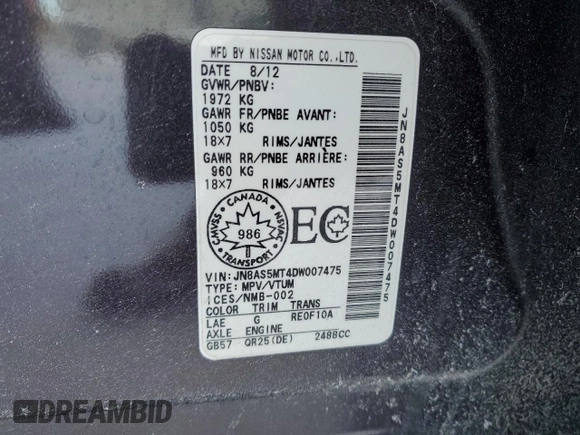 MFD BY NISSAN MOTOR CO.,LTD.
DATE 8/12
GVWR/PNBV:
1972 KG
GAWR FR/PNBE AVANT:
1050 KG
18X7 RIMS/JANTES
GAWR RR/PNBE ARRIÈRE:
960 KG
18X7 RIMS/JANTES
CANADA
CMVSS NSVAC
986
TRANSPORT
EC
VIN:JN8AS5MT4DW007475
TYPE: MPV/VTUM
ICES/NMB-002
COLOR TRIM TRANS
LAE G RE0F10A
AXLE ENGINE
GB57 QR25(DE) 2488CC
JN8AS5MT4DW007475
DREAMBID